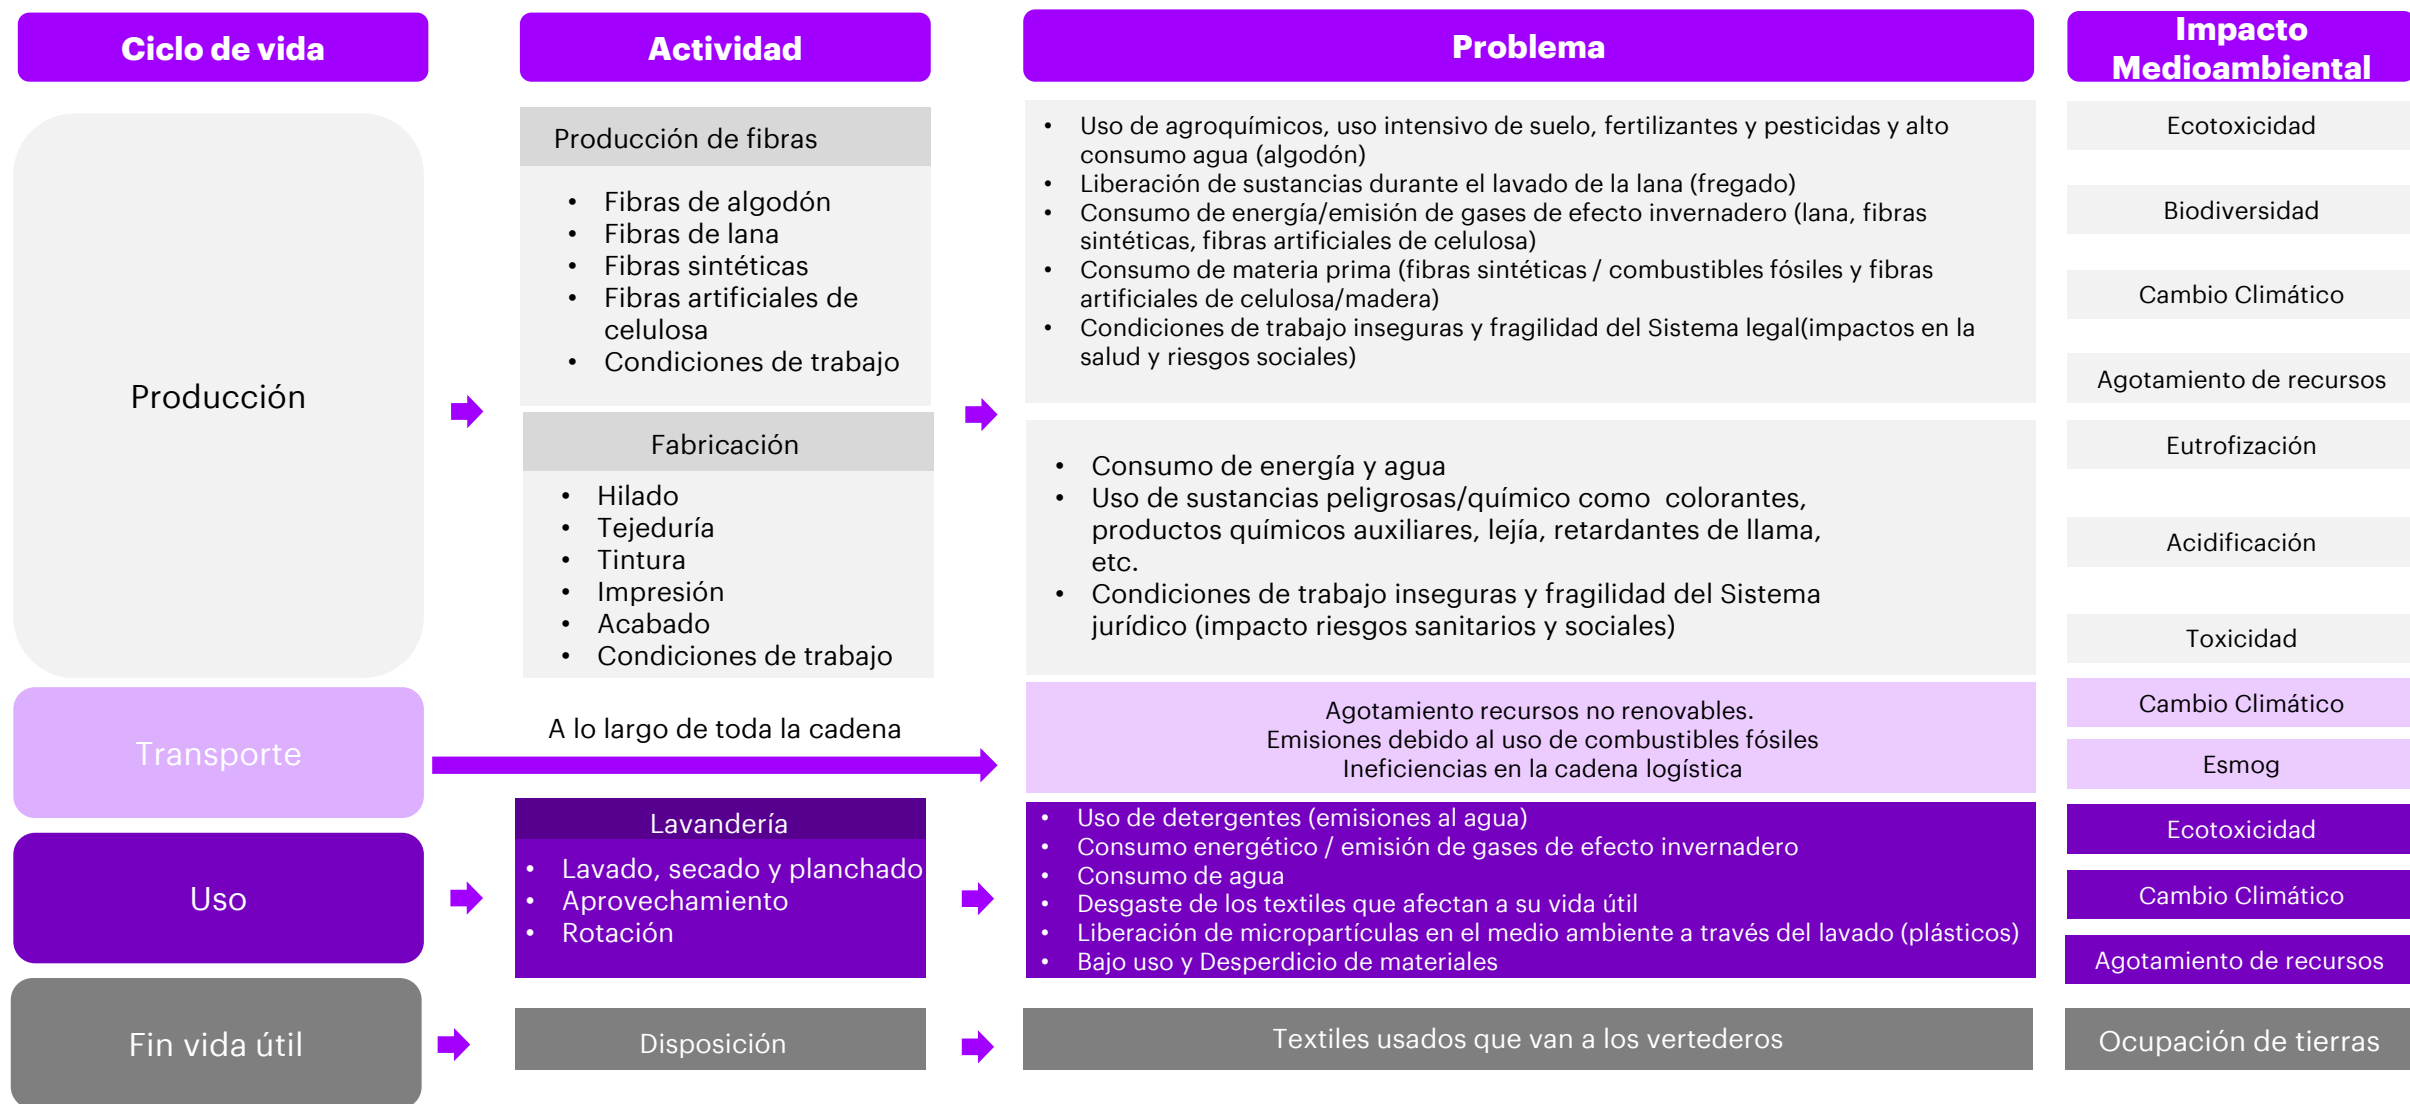 Ciclo de vida
Actividad
Problema
Impacto
Medioambiental
Producción
Producción de fibras
• Fibras de algodón
• Fibras de lana
• Fibras sintéticas
• Fibras artificiales de
celulosa
• Condiciones de trabajo
• Uso de agroquímicos, uso intensivo de suelo, fertilizantes y pesticidas y alto
consumo agua (algodón)
• Liberación de sustancias durante el lavado de la lana (fregado)
• Consumo de energía/emisión de gases de efecto invernadero (lana, fibras
sintéticas, fibras artificiales de celulosa)
• Consumo de materia prima (fibras sintéticas / combustibles fósiles y fibras
artificiales de celulosa/madera)
• Condiciones de trabajo inseguras y fragilidad del Sistema legal(impactos en la
salud y riesgos sociales)
Fabricación
• Hilado
• Tejeduría
• Tintura
• Impresión
• Acabado
• Condiciones de trabajo
• Consumo de energía y agua
• Uso de sustancias peligrosas/químico como colorantes,
productos químicos auxiliares, lejía, retardantes de llama,
etc.
• Condiciones de trabajo inseguras y fragilidad del Sistema
jurídico (impacto riesgos sanitarios y sociales)
Ecotoxicidad
Biodiversidad
Cambio Climático
Agotamiento de recursos
Eutrofización
Acidificación
Toxicidad
Transporte
A lo largo de toda la cadena
Agotamiento recursos no renovables.
Emisiones debido al uso de combustibles fósiles
Ineficiencias en la cadena logística
Cambio Climático
Esmog
Uso
Lavandería
• Lavado, secado y planchado
• Aprovechamiento
• Rotación
• Uso de detergentes (emisiones al agua)
• Consumo energético / emisión de gases de efecto invernadero
• Consumo de agua
• Desgaste de los textiles que afectan a su vida útil
• Liberación de micropartículas en el medio ambiente a través del lavado (plásticos)
• Bajo uso y Desperdicio de materiales
Ecotoxicidad
Cambio Climático
Agotamiento de recursos
Fin vida útil
Disposición
Textiles usados que van a los vertederos
Ocupación de tierras